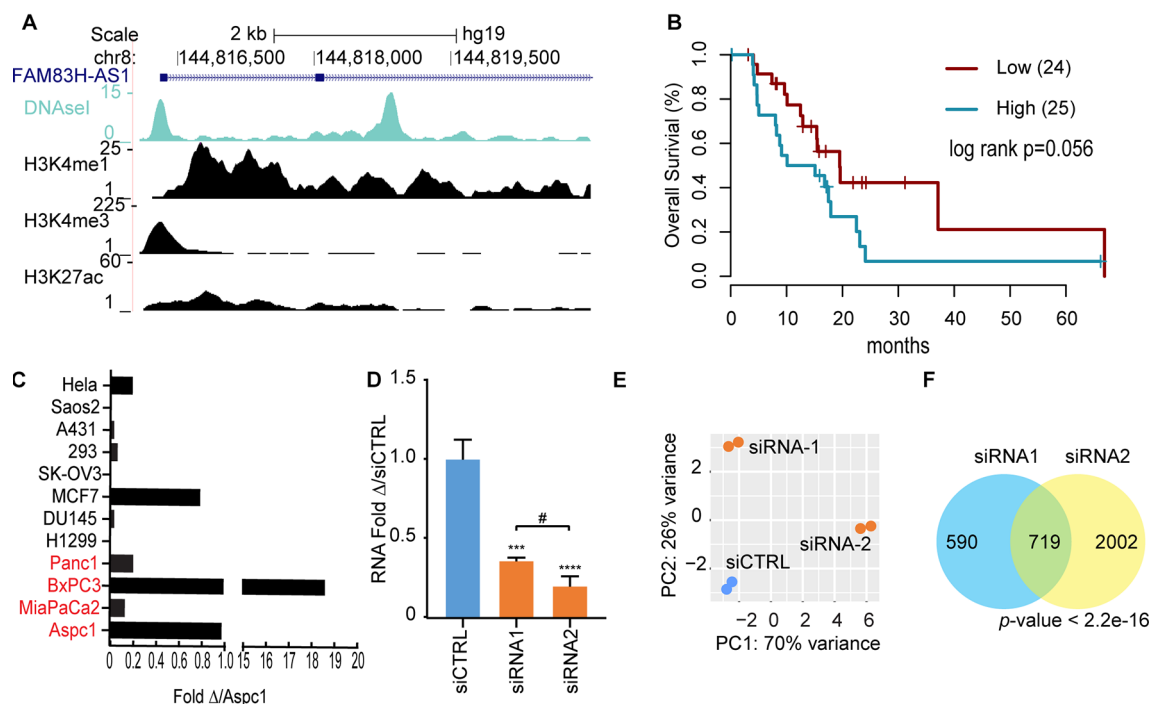 A
Scale 2 kb hg19
chr8: |144,816,500 |144,818,000 |144,819,500
FAM83H-AS1
15
DNAseI
0
25
H3K4me1
1
225
H3K4me3
1
60
H3K27ac
1
B
Overall Surivial (%)
1.0
0.8
0.6
0.4
0.2
0.0
Low (24)
High (25)
log rank p=0.056
0 10 20 30 40 50 60
months
C
Hela
Saos2
A431
293
SK-OV3
MCF7
DU145
H1299
Panc1
BxPC3
MiaPaCa2
Aspc1
0 0.2 0.4 0.6 0.8 1.0 15 16 17 18 19 20
Fold Δ/Aspc1
D
RNA Fold Δ/siCTRL
1.5
1.0
0.5
0
#
***
****
siCTRL
siRNA1
siRNA2
E
PC2: 26% variance
2
0
−2
siRNA-1
siRNA-2
siCTRL
−2 0 2 4 6
PC1: 70% variance
F
siRNA1 siRNA2
590 719 2002
p-value < 2.2e-16